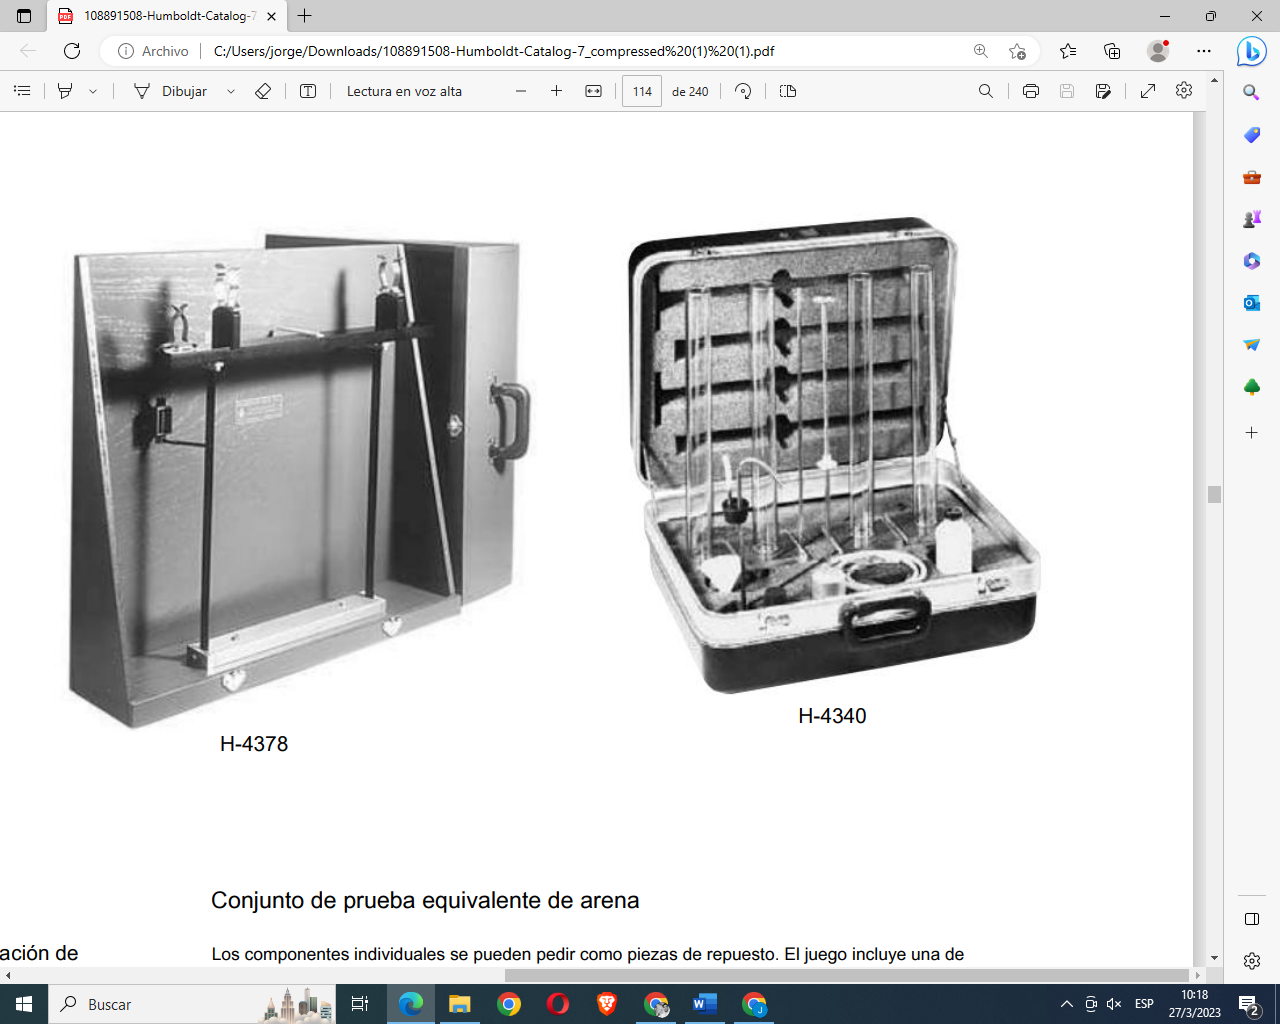 108891508-Humboldt-Catalog-7
Archivo
C:/Users/jorge/Downloads/108891508-Humboldt-Catalog-7_compressed%20(1)%20(1).pdf
Dibujar
Lectura en voz alta
114
de 240
H-4378
H-4340
Conjunto de prueba equivalente de arena
ación de
Los componentes individuales se pueden pedir como piezas de repuesto. El juego incluye una de
Buscar
ESP
10:18
27/3/2023
2